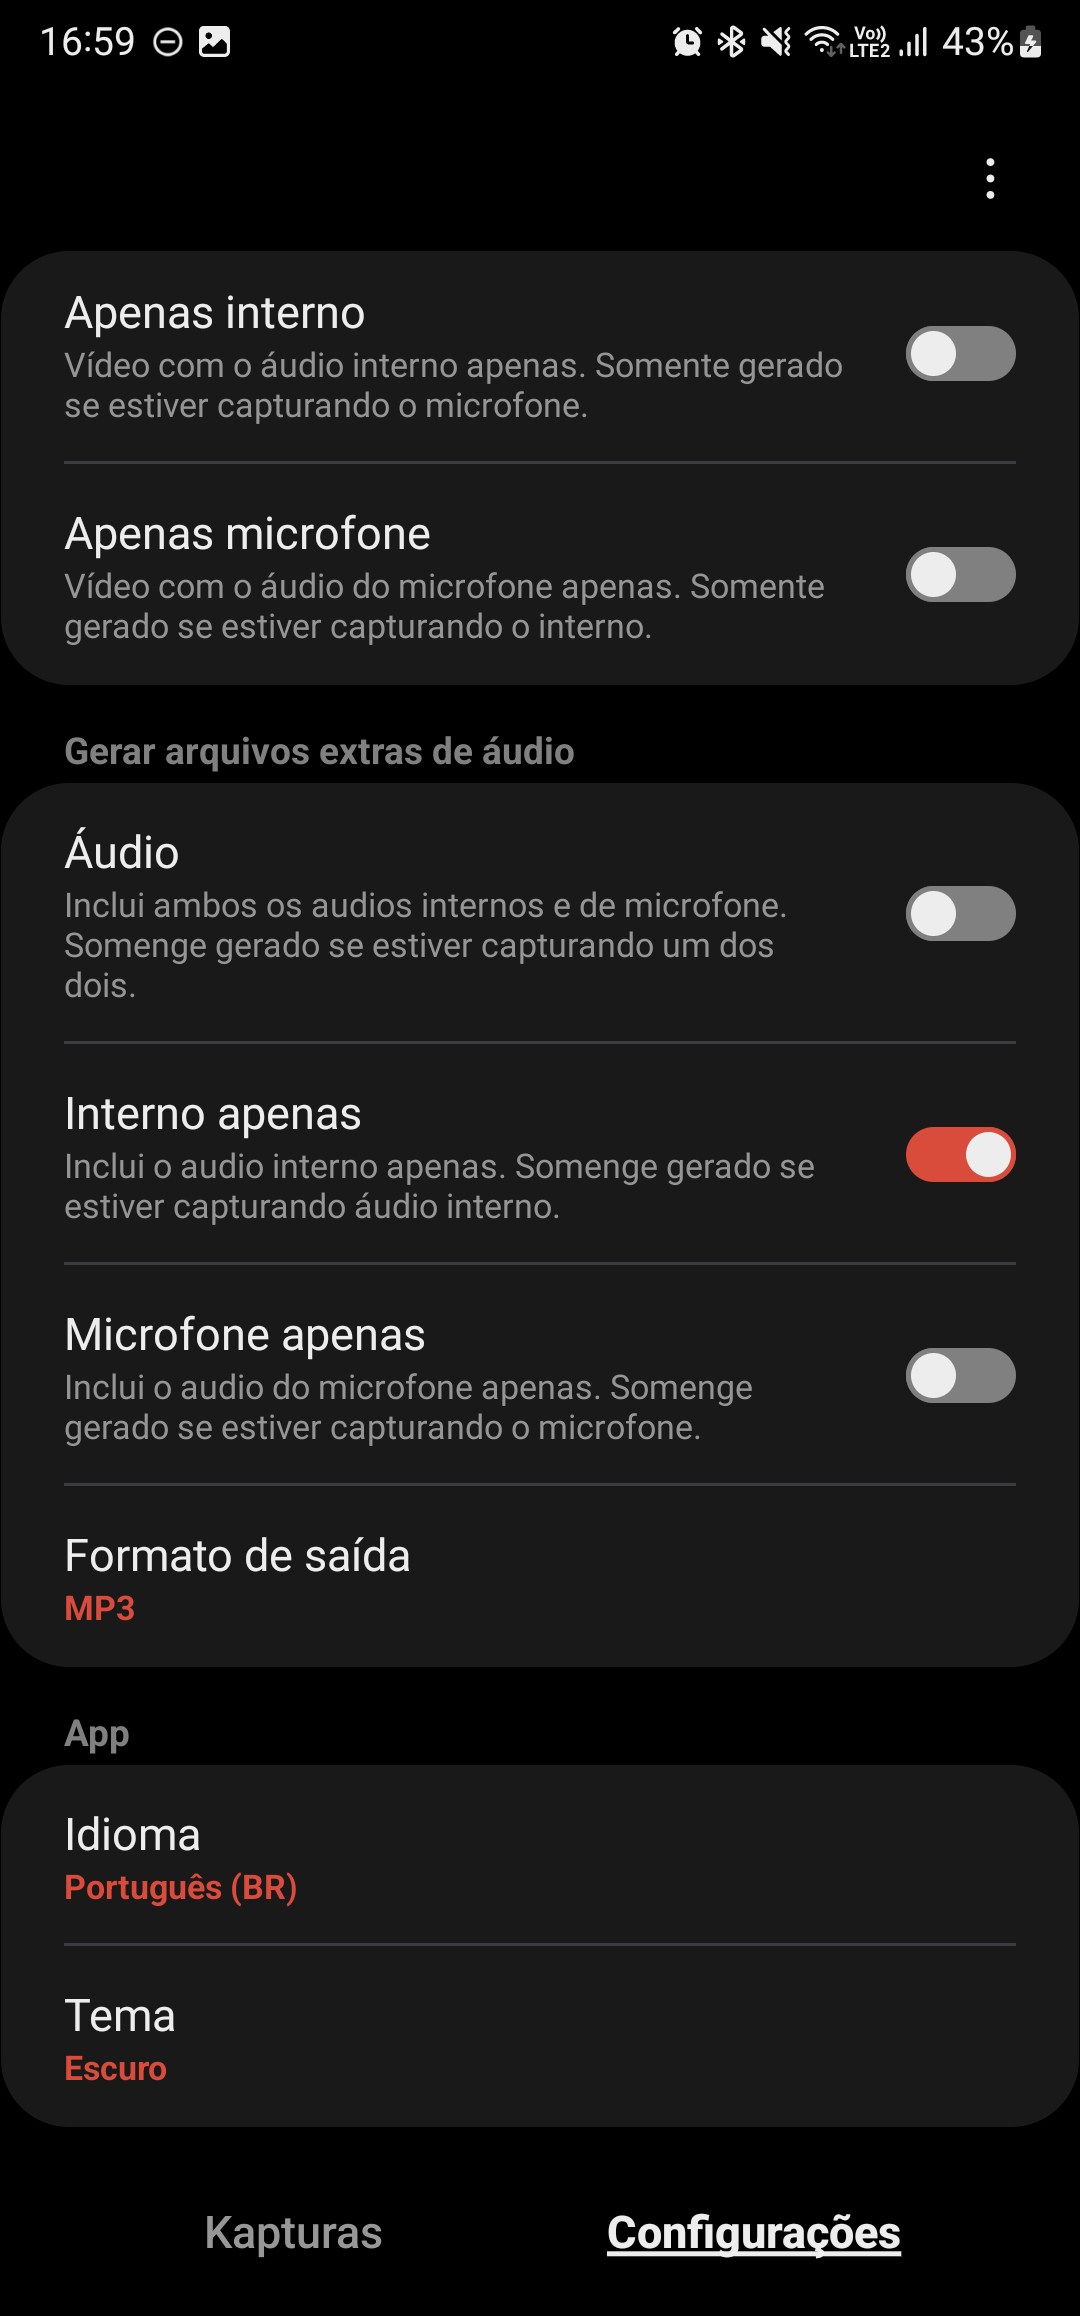 16:59
Vo)) LTE2 43%
Apenas interno
Vídeo com o áudio interno apenas. Somente gerado
se estiver capturando o microfone.
Apenas microfone
Vídeo com o áudio do microfone apenas. Somente
gerado se estiver capturando o interno.
Gerar arquivos extras de áudio
Áudio
Inclui ambos os audios internos e de microfone.
Somenge gerado se estiver capturando um dos
dois.
Interno apenas
Inclui o audio interno apenas. Somenge gerado se
estiver capturando áudio interno.
Microfone apenas
Inclui o audio do microfone apenas. Somenge
gerado se estiver capturando o microfone.
Formato de saída
MP3
App
Idioma
Português (BR)
Tema
Escuro
Kapturas
Configurações